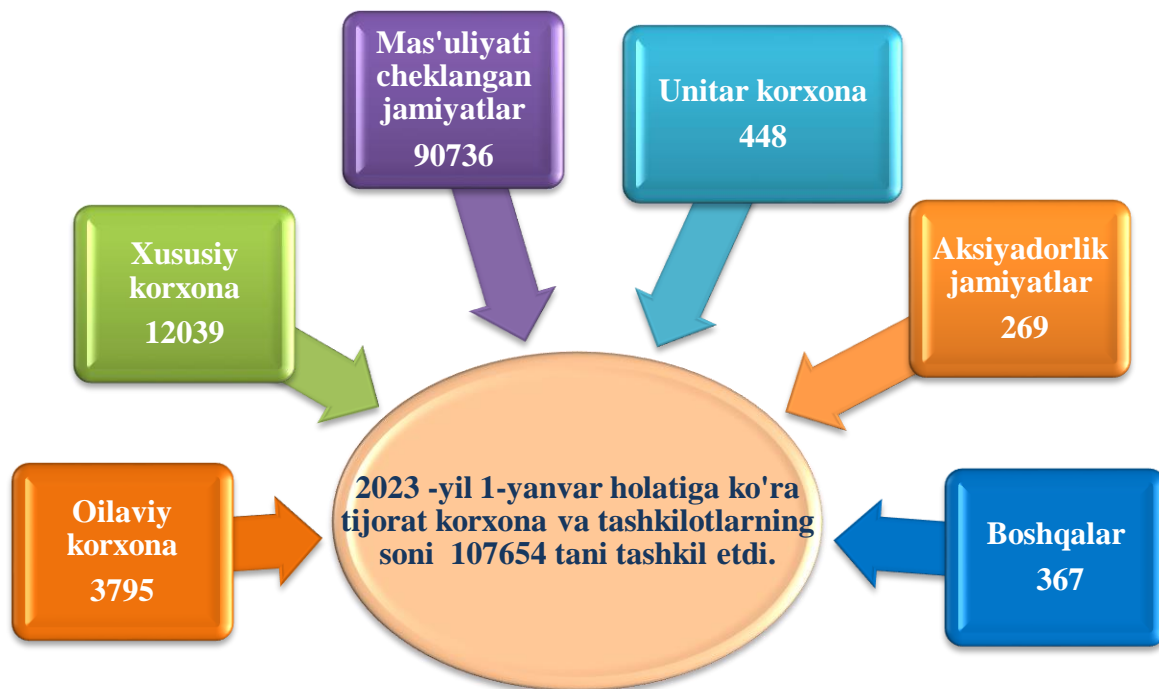 Mas'uliyati
cheklangan
jamiyatlar
90736
Unitar korxona
448
Xususiy
korxona
12039
Aksiyadorlik
jamiyatlar
269
Oilaviy
korxona
3795
2023 -yil 1-yanvar holatiga ko'ra
tijorat korxona va tashkilotlarning
soni 107654 tani tashkil etdi.
Boshqalar
367